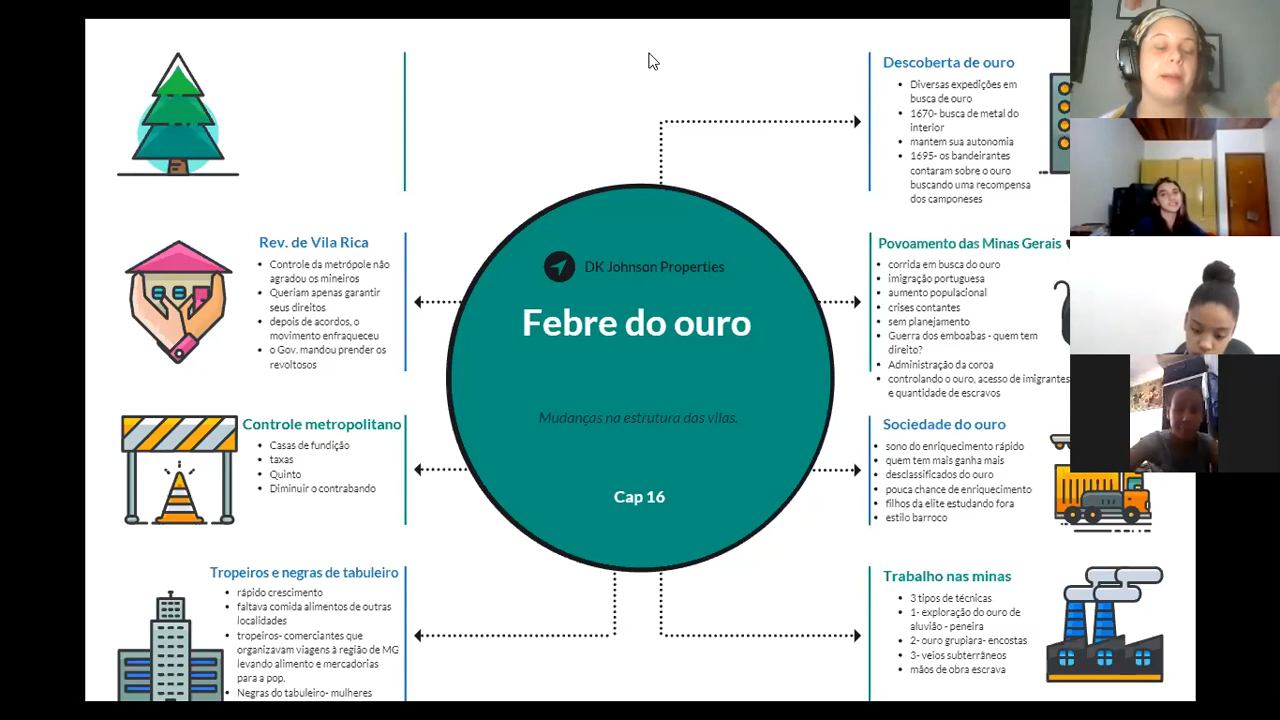 Descoberta de ouro
Diversas expedições em
busca de ouro
1670- busca de metal do
interior
mantem sua autonomia
1695- os bandeirantes
contaram sobre o ouro
buscando uma recompensa
dos camponeses
Rev. de Vila Rica
Controle da metrópole não
agradou os mineiros
Queriam apenas garantir
seus direitos
depois de acordos, o
movimento enfraqueceu
o Gov. mandou prender os
revoltosos
DK Johnson Properties
Febre do ouro
Mudanças na estrutura das vilas.
Cap 16
Povoamento das Minas Gerais
corrida em busca do ouro
imigração portuguesa
aumento populacional
crises contantes
sem planejamento
Guerra dos emboabas - quem tem
direito?
Administração da coroa
controlando o ouro, acesso de imigrantes
e quantidade de escravos
Controle metropolitano
Casas de fundição
taxas
Quinto
Diminuir o contrabando
Sociedade do ouro
sono do enriquecimento rápido
quem tem mais ganha mais
desclassificados do ouro
pouca chance de enriquecimento
filhos da elite estudando fora
estilo barroco
Tropeiros e negras de tabuleiro
rápido crescimento
faltava comida alimentos de outras
localidades
tropeiros- comerciantes que
organizavam viagens à região de MG
levando alimento e mercadorias
para a pop.
Negras do tabuleiro- mulheres
Trabalho nas minas
3 tipos de técnicas
1- exploração do ouro de
aluvião - peneira
2- ouro grupiara- encostas
3- veios subterrâneos
mãos de obra escrava